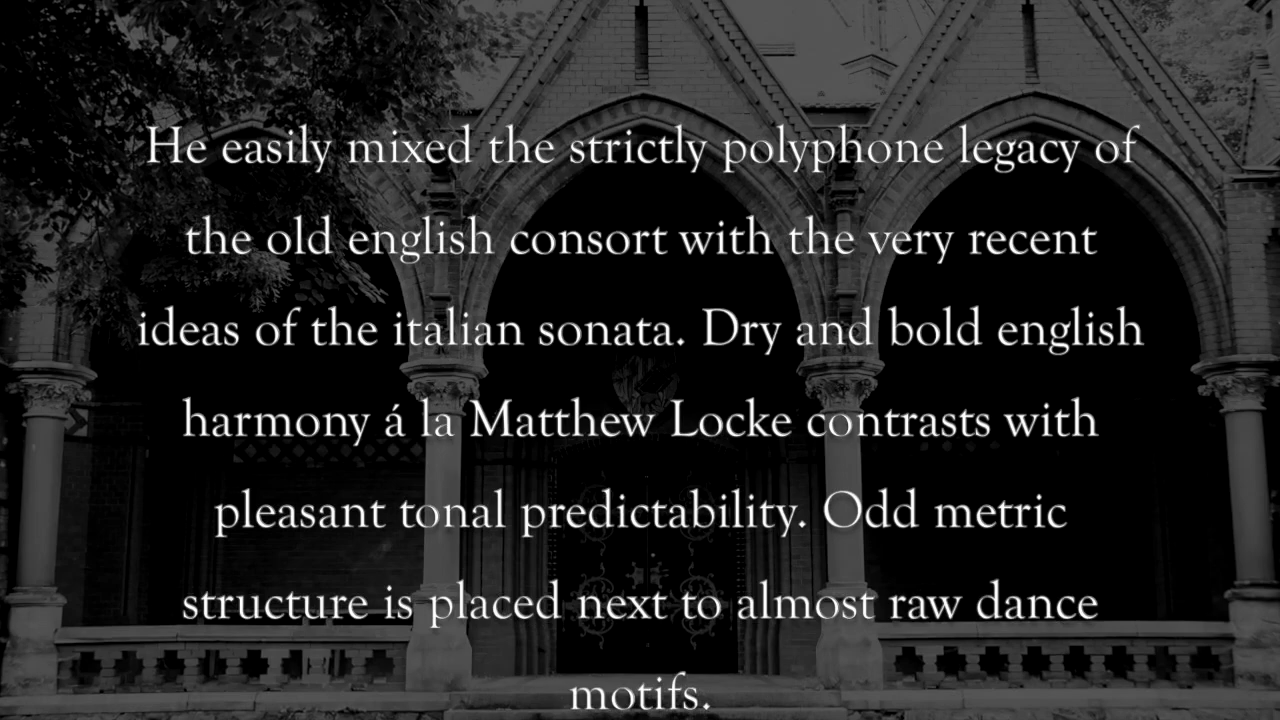 He easily mixed the strictly polyphone legacy of
the old english consort with the very recent
ideas of the italian sonata. Dry and bold english
harmony á la Matthew Locke contrasts with
pleasant tonal predictability. Odd metric
structure is placed next to almost raw dance
motifs.